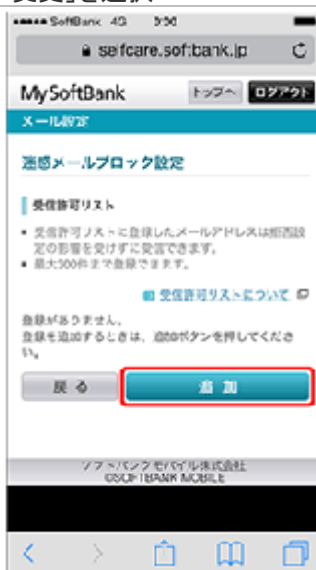 変更」を選択
SoftBank 4G
selfcare.softbank.jp
My SoftBank
トップへ
ログアウト
メール設定
迷惑メールブロック設定
受信許可リスト
受信許可リストに登録したメールアドレスは拒否設
定の影響を受けずに受信できます。
最大500件まで登録できます。
受信許可リストについて
登録がありません。
登録を追加するときは、追加ボタンを押してくださ
い。
戻る
追加
ソフトバンクモバイル株式会社
©SOFTBANK MOBILE